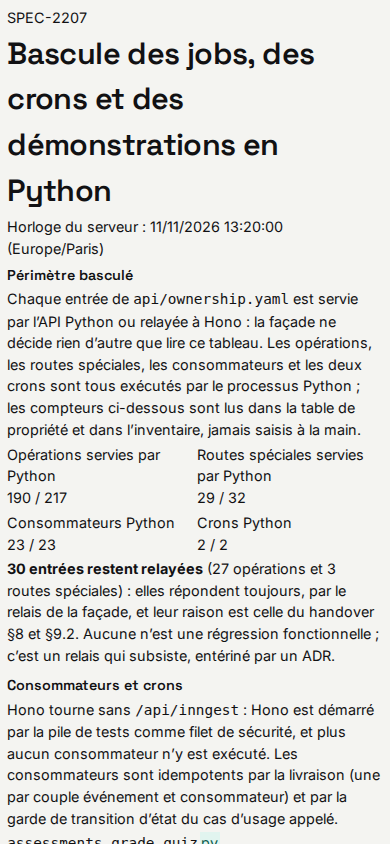 SPEC-2207
Bascule des jobs, des
crons et des
démonstrations en
Python
Horloge du serveur : 11/11/2026 13:20:00
(Europe/Paris)
Périmètre basculé
Chaque entrée de api/ownership.yaml est servie
par l’API Python ou relayée à Hono : la façade ne
décide rien d’autre que lire ce tableau. Les opérations,
les routes spéciales, les consommateurs et les deux
crons sont tous exécutés par le processus Python ;
les compteurs ci-dessous sont lus dans la table de
propriété et dans l’inventaire, jamais saisis à la main.
Opérations servies par
Python
190 / 217
Routes spéciales servies
par Python
29 / 32
Consommateurs Python
23 / 23
Crons Python
2 / 2
30 entrées restent relayées (27 opérations et 3
routes spéciales) : elles répondent toujours, par le
relais de la façade, et leur raison est celle du handover
§8 et §9.2. Aucune n’est une régression fonctionnelle ;
c’est un relais qui subsiste, entériné par un ADR.
Consommateurs et crons
Hono tourne sans /api/inngest : Hono est démarré
par la pile de tests comme filet de sécurité, et plus
aucun consommateur n’y est exécuté. Les
consommateurs sont idempotents par la livraison (une
par couple événement et consommateur) et par la
garde de transition d’état du cas d’usage appelé.
assessments grade quiz py